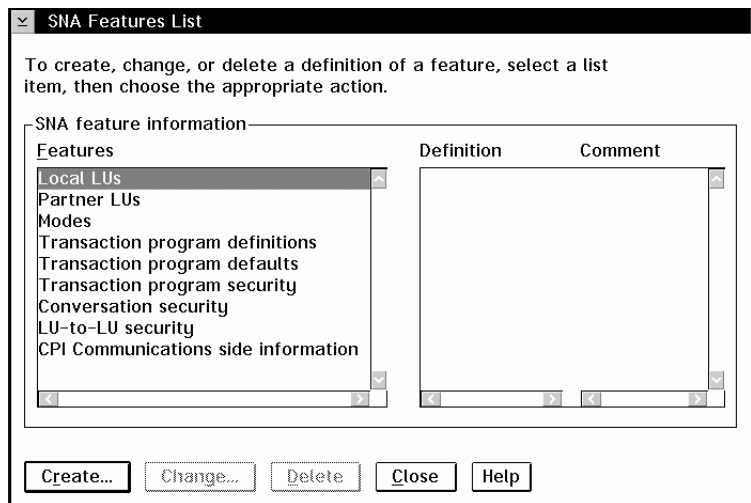 SNA Features List
To create, change, or delete a definition of a feature, select a list
item, then choose the appropriate action.
SNA feature information
Features
Definition
Comment
Local LUs
Partner LUs
Modes
Transaction program definitions
Transaction program defaults
Transaction program security
Conversation security
LU-to-LU security
CPI Communications side information
Create...
Change...
Delete
Close
Help